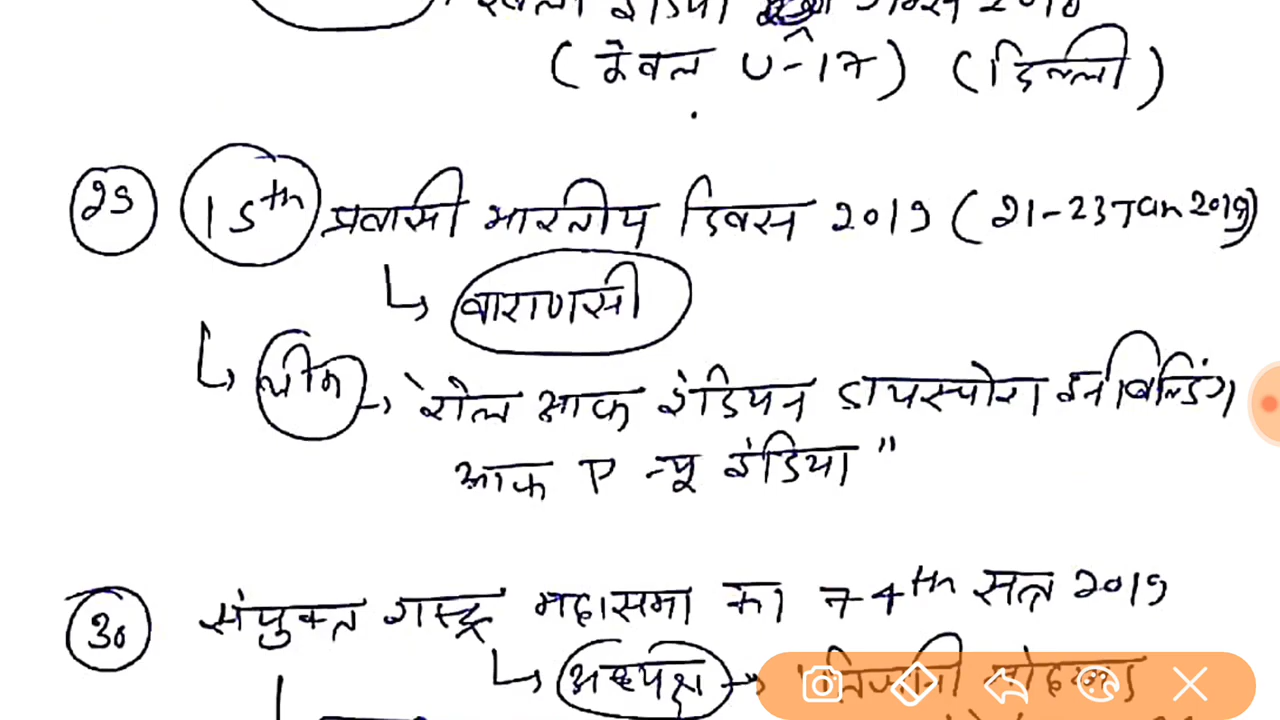 इंडिया गेम्स 2018
(केवल U-17) (दिल्ली)
29 15th प्रवासी भारतीय दिवस 2019 (21-23 Jan 2019)
↳ वाराणसी
↳ थीम → रोल आफ इंडियन डायस्पोरा इन बिल्डिंग
आफ ए न्यू इंडिया"
30 संयुक्त राष्ट्र महासभा का 74th सत्र 2019
↳ अध्यक्ष →